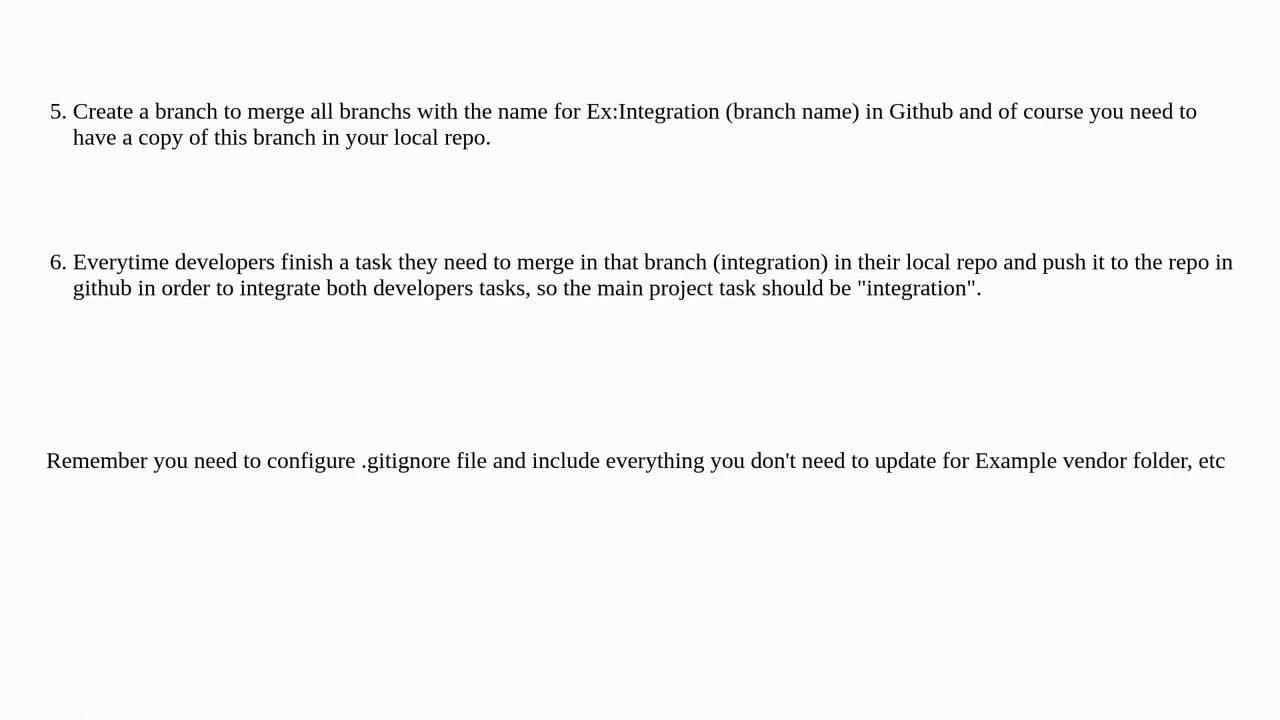 5. Create a branch to merge all branchs with the name for Ex:Integration (branch name) in Github and of course you need to
have a copy of this branch in your local repo.
6. Everytime developers finish a task they need to merge in that branch (integration) in their local repo and push it to the repo in
github in order to integrate both developers tasks, so the main project task should be "integration".
Remember you need to configure .gitignore file and include everything you don't need to update for Example vendor folder, etc